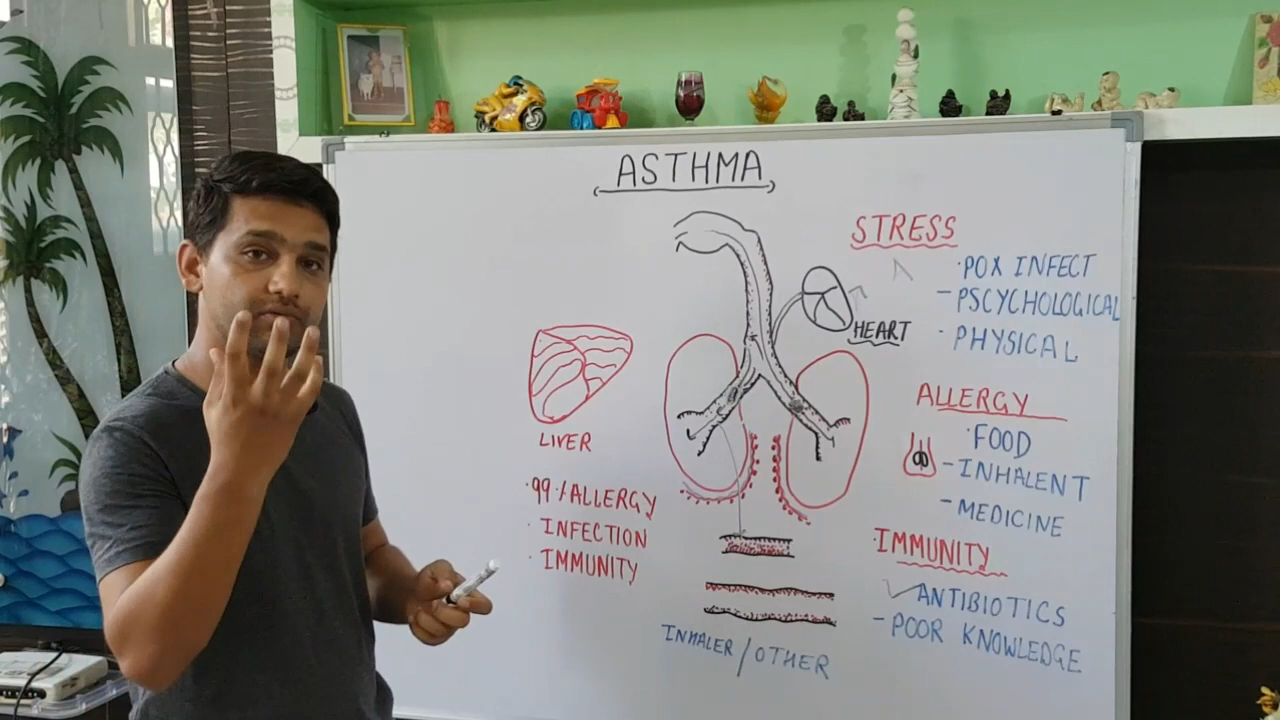 ASTHMA
STRESS
· POX INFECT
- PSCYCHOLOGICAL
· PHYSICAL
HEART
LIVER
ALLERGY
· FOOD
- INHALENT
- MEDICINE
· 99%ALLERGY
· INFECTION
· IMMUNITY
IMMUNITY
ANTIBIOTICS
- POOR KNOWLEDGE
INHALER/OTHER